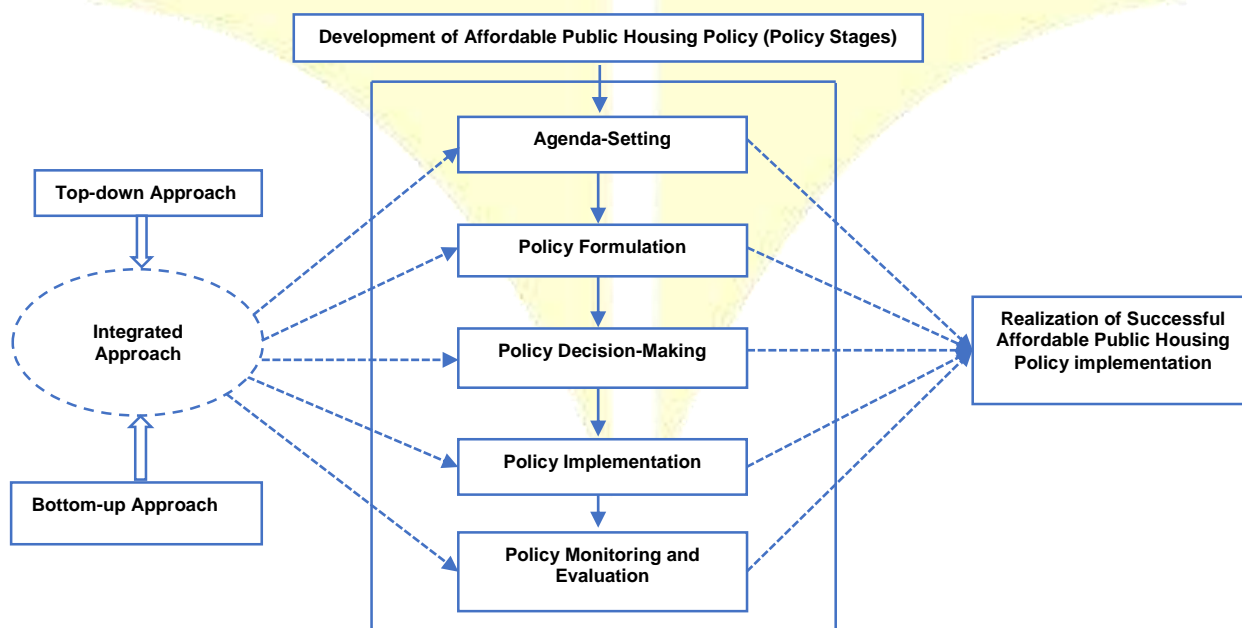 Development of Affordable Public Housing Policy (Policy Stages)
Agenda-Setting
Top-down Approach
Policy Formulation
Integrated
Approach
Policy Decision-Making
Realization of Successful
Affordable Public Housing
Policy implementation
Policy Implementation
Bottom-up Approach
Policy Monitoring and
Evaluation